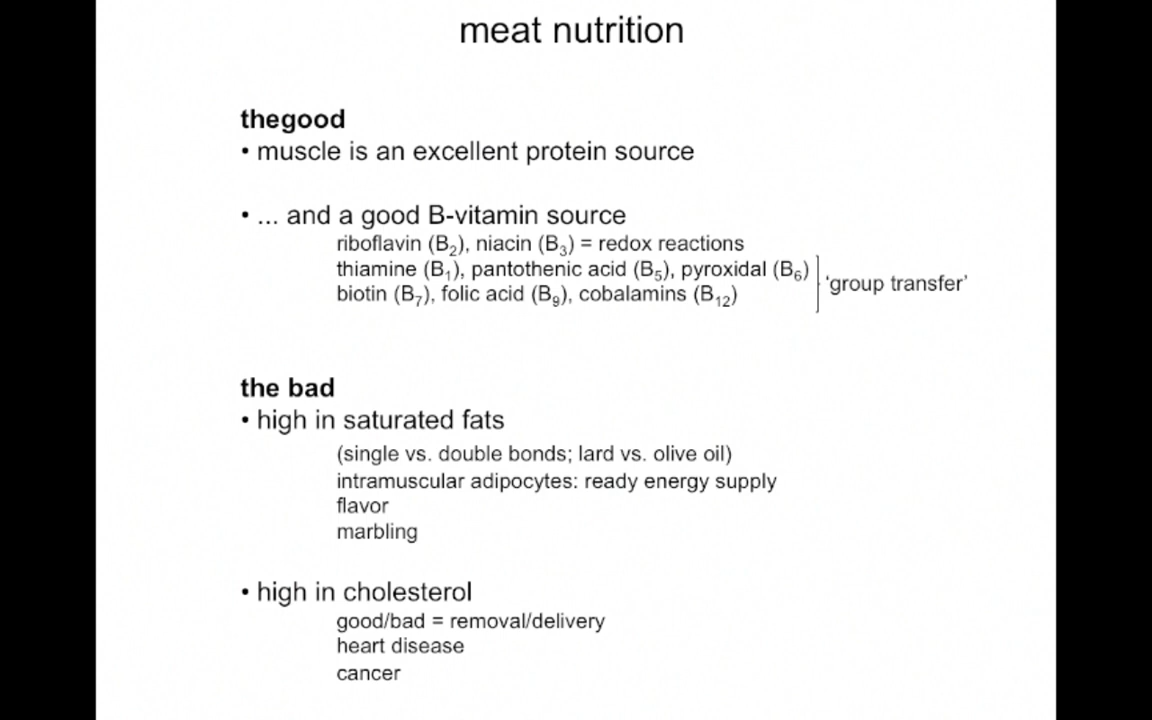 meat nutrition
thegood
• muscle is an excellent protein source
• ... and a good B-vitamin source
riboflavin (B₂), niacin (B₃) = redox reactions
thiamine (B₁), pantothenic acid (B₅), pyroxidal (B₆)
biotin (B₇), folic acid (B₉), cobalamins (B₁₂)
'group transfer'
the bad
• high in saturated fats
(single vs. double bonds; lard vs. olive oil)
intramuscular adipocytes: ready energy supply
flavor
marbling
• high in cholesterol
good/bad = removal/delivery
heart disease
cancer